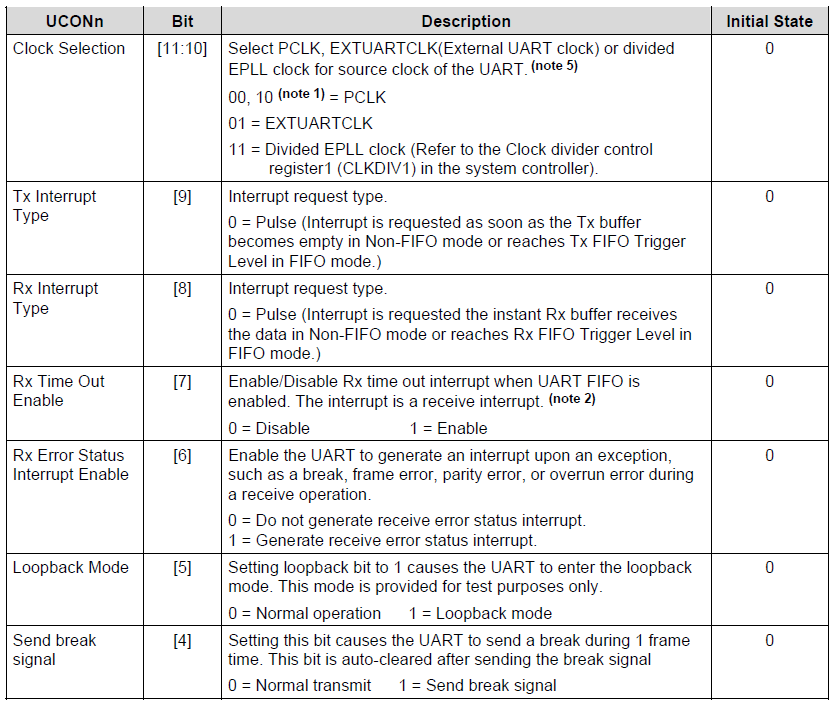 UCONn Bit Description Initial State
Clock Selection [11:10] Select PCLK, EXTUARTCLK(External UART clock) or divided 0
EPLL clock for source clock of the UART. (note 5)
00, 10 (note 1) = PCLK
01 = EXTUARTCLK
11 = Divided EPLL clock (Refer to the Clock divider control
register1 (CLKDIV1) in the system controller).
Tx Interrupt [9] Interrupt request type. 0
Type
0 = Pulse (Interrupt is requested as soon as the Tx buffer
becomes empty in Non-FIFO mode or reaches Tx FIFO Trigger
Level in FIFO mode.)
Rx Interrupt [8] Interrupt request type. 0
Type
0 = Pulse (Interrupt is requested the instant Rx buffer receives
the data in Non-FIFO mode or reaches Rx FIFO Trigger Level in
FIFO mode.)
Rx Time Out [7] Enable/Disable Rx time out interrupt when UART FIFO is 0
Enable enabled. The interrupt is a receive interrupt. (note 2)
0 = Disable 1 = Enable
Rx Error Status [6] Enable the UART to generate an interrupt upon an exception, 0
Interrupt Enable such as a break, frame error, parity error, or overrun error during
a receive operation.
0 = Do not generate receive error status interrupt.
1 = Generate receive error status interrupt.
Loopback Mode [5] Setting loopback bit to 1 causes the UART to enter the loopback 0
mode. This mode is provided for test purposes only.
0 = Normal operation 1 = Loopback mode
Send break [4] Setting this bit causes the UART to send a break during 1 frame 0
signal time. This bit is auto-cleared after sending the break signal
0 = Normal transmit 1 = Send break signal